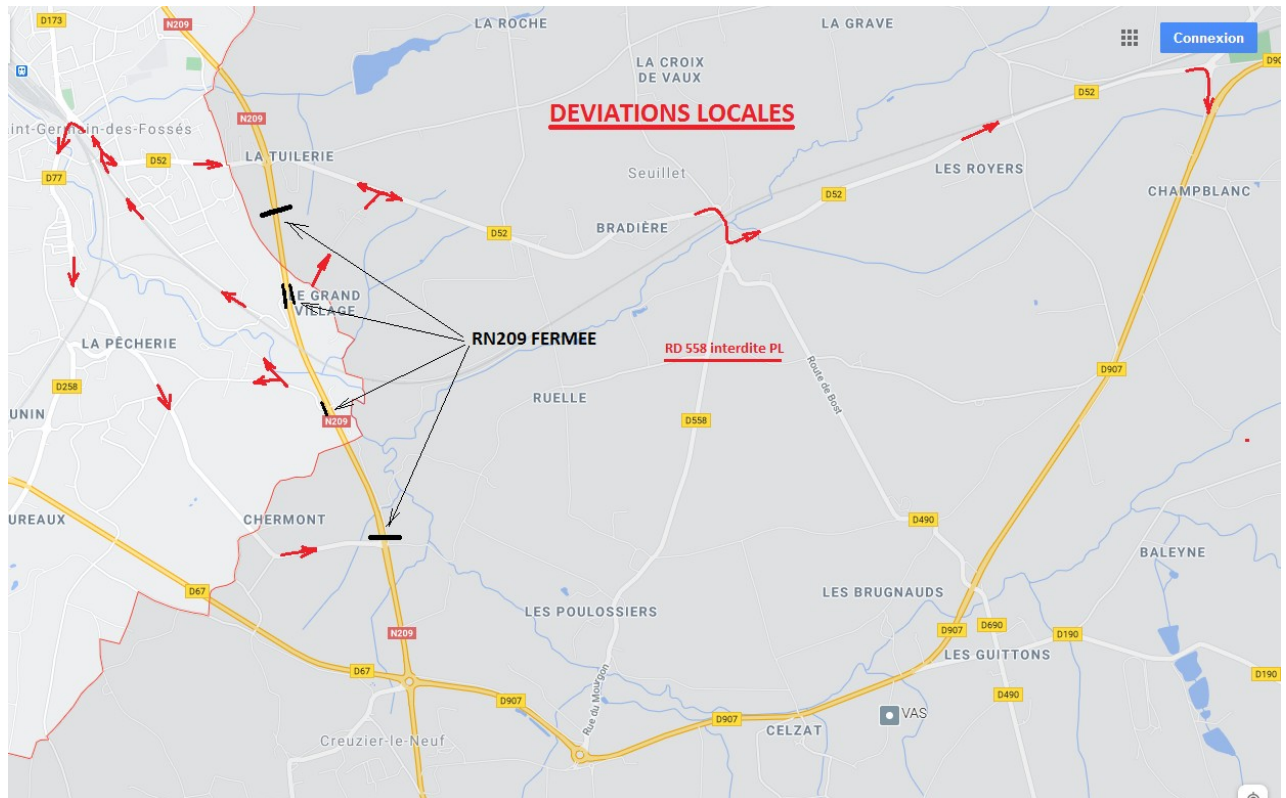 D173
N209
LA ROCHE
LA GRAVE
Connexion
LA CROIX
DE VAUX
D90
D52
DEVIATIONS LOCALES
N209
int-Germain-des-Fossés
D52
LA TUILERIE
LES ROYERS
D77
Seuillet
CHAMPBLANC
D52
BRADIÈRE
D52
LE GRAND
VILLAGE
RN209 FERMEE
LA PÊCHERIE
RD 558 interdite PL
Route de Bost
D907
D258
RUELLE
UNIN
N209
D558
UREAUX
CHERMONT
D490
BALEYNE
D67
LES BRUGNAUDS
LES POULOSSIERS
N209
D907
D690
D190
LES GUITTONS
D67
D190
D907
Rue du Mourgon
D490
VAS
D907
CELZAT
Creuzier-le-Neuf